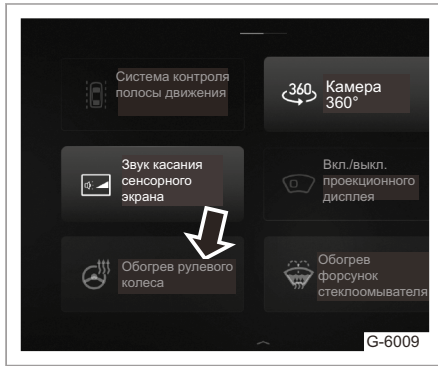 Система контроля
полосы движения
360
Камера
360°
Звук касания
сенсорного
экрана
Вкл./выкл.
проекционного
дисплея
Обогрев рулевого
колеса
Обогрев
форсунок
стеклоомывателя
G-6009